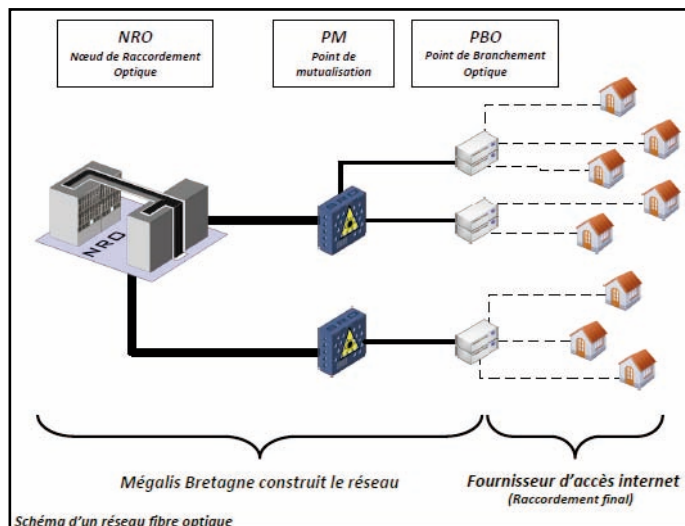 NRO
Nœud de Raccordement
Optique
PM
Point de
mutualisation
PBO
Point de Branchement
Optique
NRO
Mégalis Bretagne construit le réseau
Fournisseur d'accès internet
(Raccordement final)
Schéma d'un réseau fibre optique